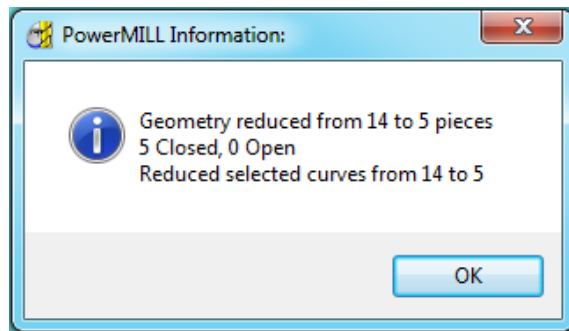 PowerMILL Information:
Geometry reduced from 14 to 5 pieces
5 Closed, 0 Open
Reduced selected curves from 14 to 5
OK